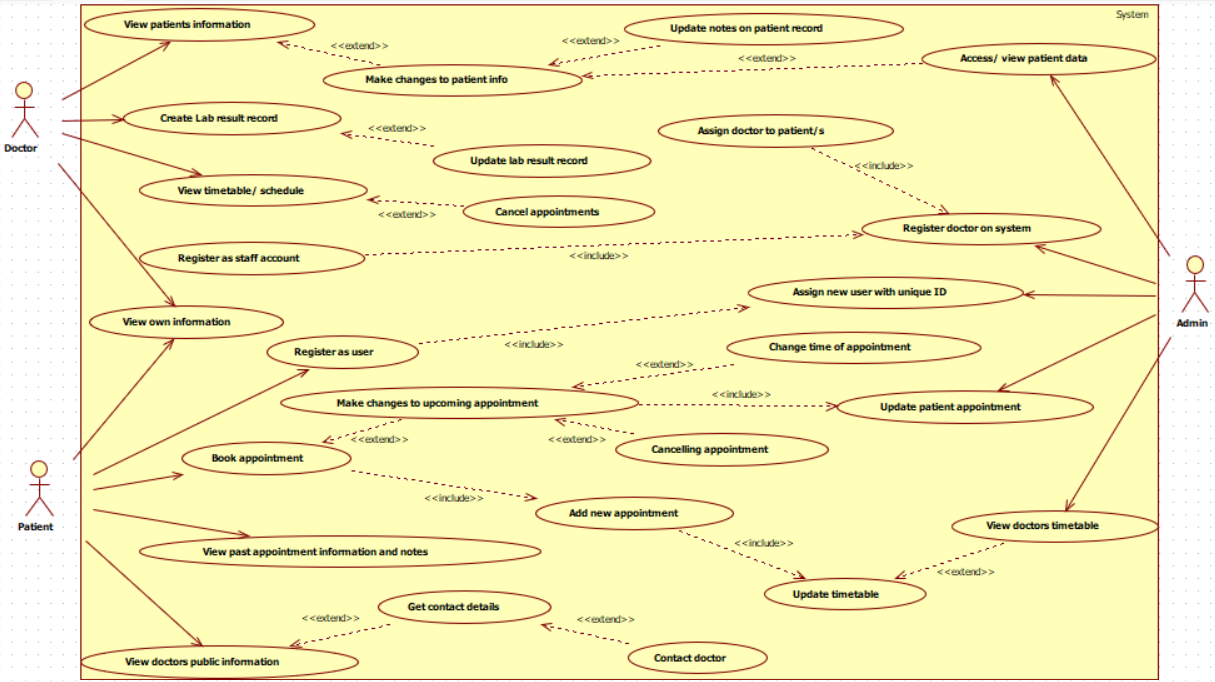 System
View patients information
Update notes on patient record
<<extend>>
<<extend>>
<<extend>>
Access/ view patient data
Make changes to patient info
Doctor
Create Lab result record
<<extend>>
Assign doctor to patient/s
Update lab result record
<<include>>
View timetable/ schedule
<<extend>>
Cancel appointments
Register doctor on system
Register as staff account
<<include>>
Assign new user with unique ID
View own information
Admin
Register as user
<<include>>
Change time of appointment
<<extend>>
Make changes to upcoming appointment
<<include>>
Update patient appointment
<<extend>>
<<extend>>
Cancelling appointment
Book appointment
<<include>>
Patient
Add new appointment
View doctors timetable
<<include>>
View past appointment information and notes
<<extend>>
Update timetable
Get contact details
<<extend>>
<<extend>>
Contact doctor
View doctors public information